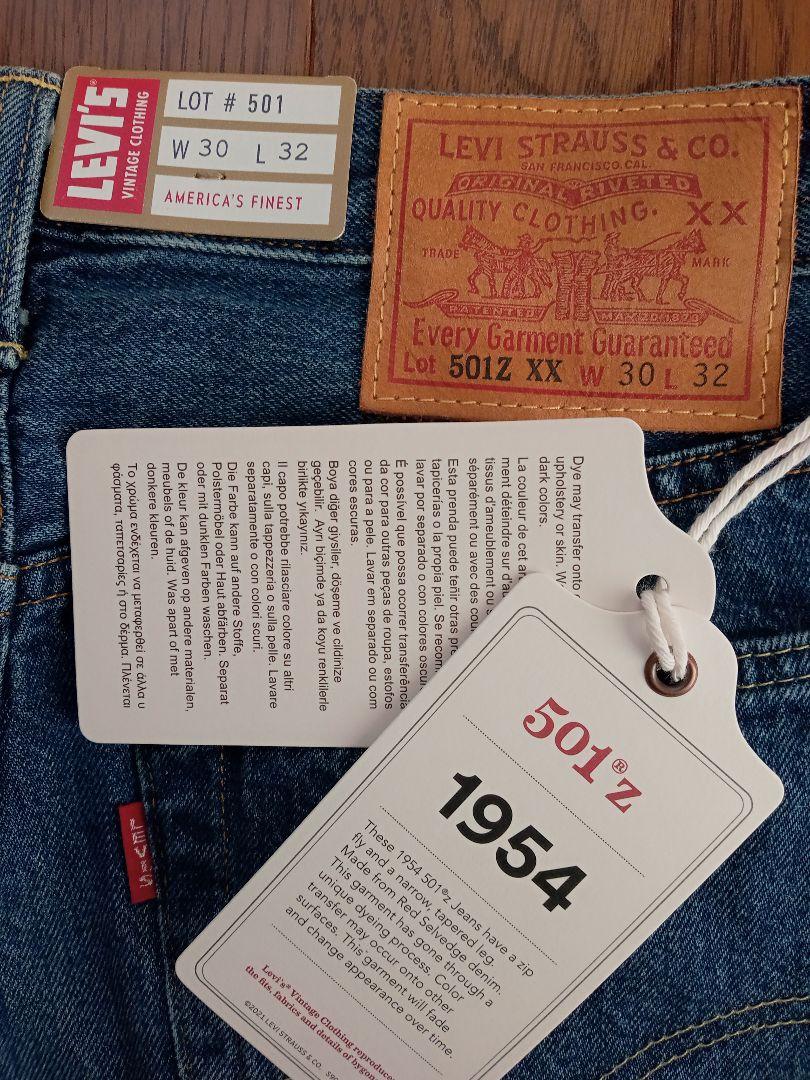 LEVI'S®
VINTAGE CLOTHING
LOT # 501
W 30 L 32
AMERICA'S FINEST
LEVI STRAUSS & CO.
SAN FRANCISCO, CAL.
ORIGINAL RIVETED
QUALITY CLOTHING. XX
TRADE MARK
PATENTED MAY 20 1873
Every Garment Guaranteed
Lot 501Z XX W 30 L 32
Dye may transfer onto
upholstery or skin.
dark colors.
La couleur de cet
ment déteindre sur
tissus d'ameublement ou
séparément ou avec des
Esta prenda puede teñir otras
tapicerías o la propia piel. Se
lavar por separado o con colores
É possível que possa ocorrer transferência
da cor para outras peças de roupa, estofos
ou para a pele. Lavar em separado ou com
cores escuras.
Boya diğer giysiler, döşeme ve cildinize
geçebilir. Ayrı biçimde ya da koyu renklilerle
birlikte yıkayınız.
Il capo potrebbe rilasciare colore su altri
capi, sulla tappezzeria o sulla pelle. Lavare
separatamente o con colori scuri.
Die Farbe kann auf andere Stoffe,
Polstermöbel oder Haut abfärben. Separat
oder mit dunklen Farben waschen.
De kleur kan afgeven op andere materialen,
meubels of de huid. Was apart of met
donkere kleuren.
Το χρώμα ενδέχεται να μεταφερθεί σε άλλα υ
φάσματα, ταπετσαρίες ή στο δέρμα. Πλένεται
LEVI'S
501®Z
1954
These 1954 501®z Jeans have a zip
fly and a narrow, tapered leg.
Made from Red Selvedge denim.
This garment has gone through a
unique dyeing process. Color
transfer may occur onto other
surfaces. This garment will fade
and change appearance over time.
Levi's® Vintage Clothing
the fits, fabrics and details of
©2021 LEVI STRAUSS & CO.